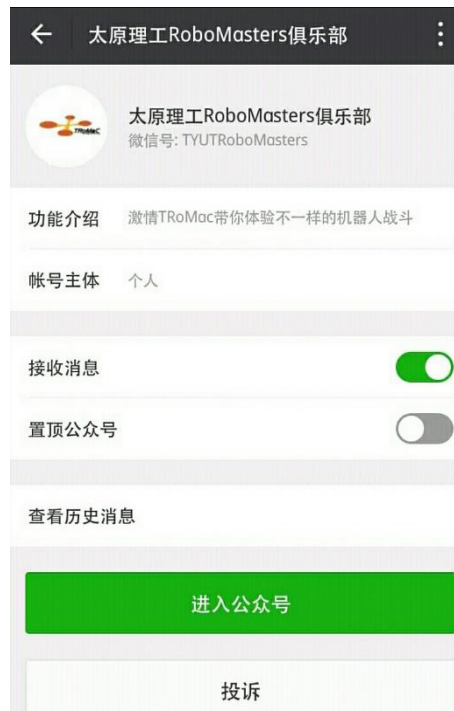 太原理工RoboMasters俱乐部
TRoMaC
太原理工RoboMasters俱乐部
微信号: TYUTRoboMasters
功能介绍 激情TRoMac带你体验不一样的机器人战斗
帐号主体 个人
接收消息
置顶公众号
查看历史消息
进入公众号
投诉